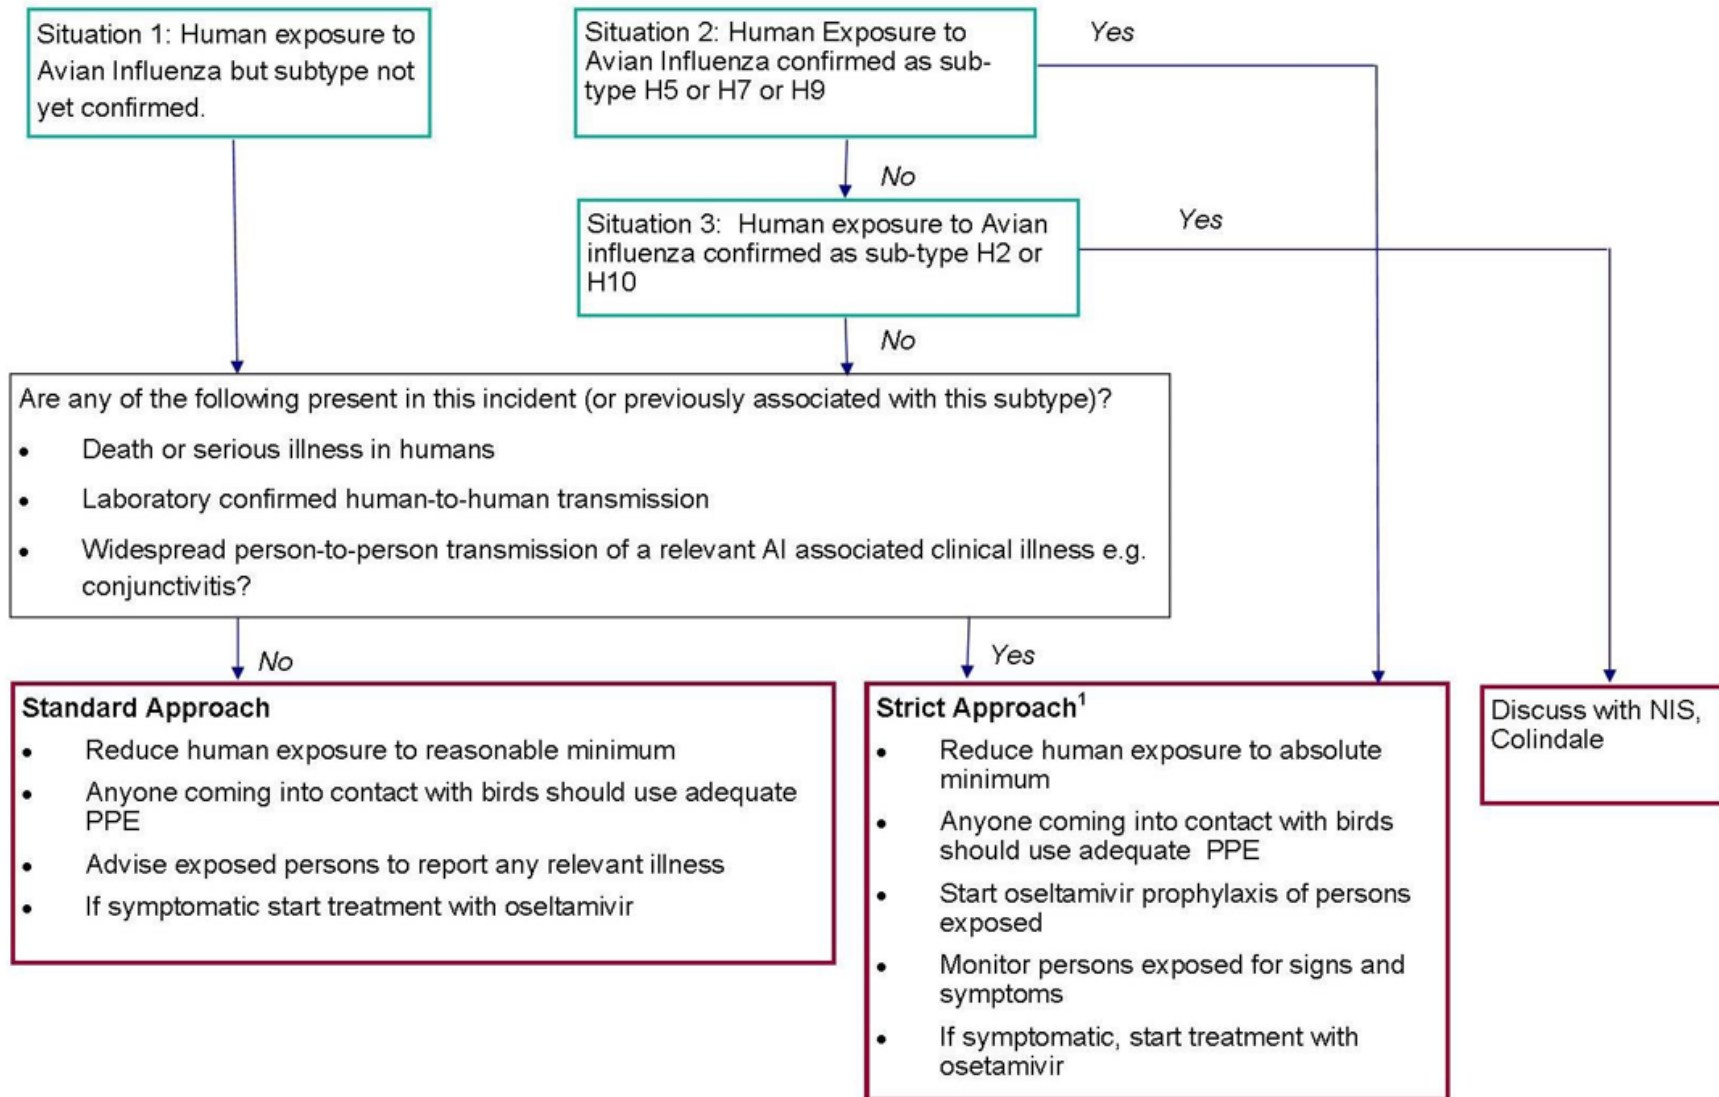 Situation 1: Human exposure to
Avian Influenza but subtype not
yet confirmed.
Situation 2: Human Exposure to
Avian Influenza confirmed as sub-
type H5 or H7 or H9
Yes
No
Situation 3:  Human exposure to Avian
influenza confirmed as sub-type H2 or
H10
Yes
No
Are any of the following present in this incident (or previously associated with this subtype)?
• Death or serious illness in humans
• Laboratory confirmed human-to-human transmission
• Widespread person-to-person transmission of a relevant AI associated clinical illness e.g.
conjunctivitis?
No
Yes
Standard Approach
• Reduce human exposure to reasonable minimum
• Anyone coming into contact with birds should use adequate
PPE
• Advise exposed persons to report any relevant illness
• If symptomatic start treatment with oseltamivir
Strict Approach¹
• Reduce human exposure to absolute
minimum
• Anyone coming into contact with birds
should use adequate  PPE
• Start oseltamivir prophylaxis of persons
exposed
• Monitor persons exposed for signs and
symptoms
• If symptomatic, start treatment with
osetamivir
Discuss with NIS,
Colindale